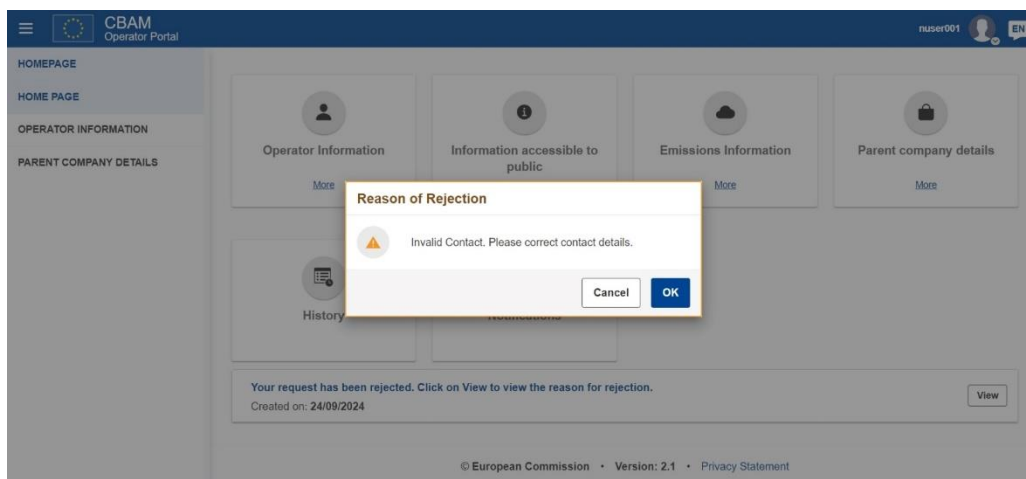 CBAM
Operator Portal
nuser001
EN
HOMEPAGE
HOME PAGE
OPERATOR INFORMATION
PARENT COMPANY DETAILS
Operator Information
More
Information accessible to
public
Emissions Information
More
Parent company details
More
Reason of Rejection
Invalid Contact. Please correct contact details.
Cancel
OK
History
Notifications
Your request has been rejected. Click on View to view the reason for rejection.
Created on: 24/09/2024
View
© European Commission • Version: 2.1 • Privacy Statement